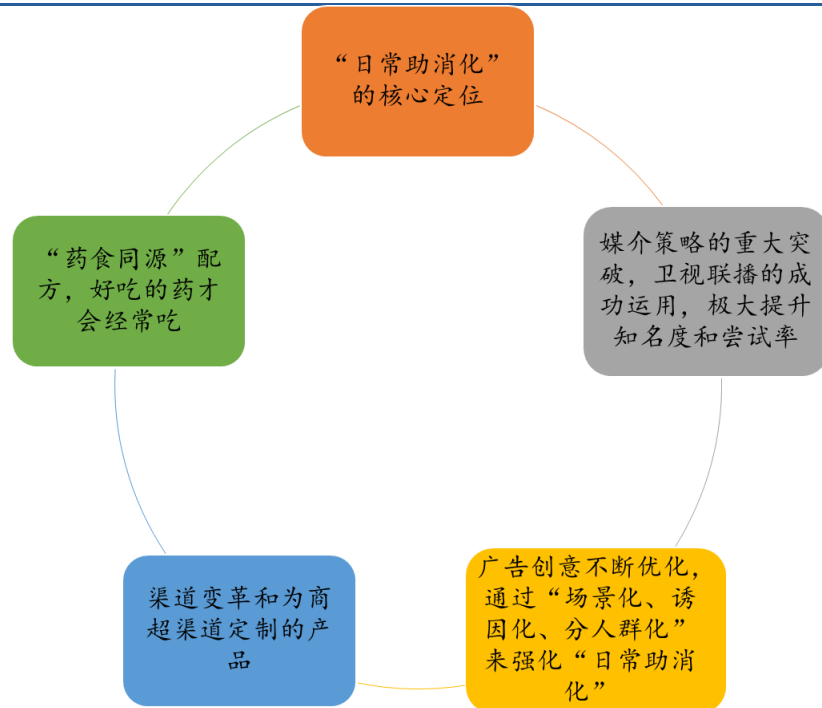 “日常助消化”
的核心定位
媒介策略的重大突
破，卫视联播的成
功运用，极大提升
知名度和尝试率
广告创意不断优化，
通过“场景化、诱
因化、分人群化”
来强化“日常助消
化”
渠道变革和为商
超渠道定制的产
品
“药食同源”配
方，好吃的药才
会经常吃